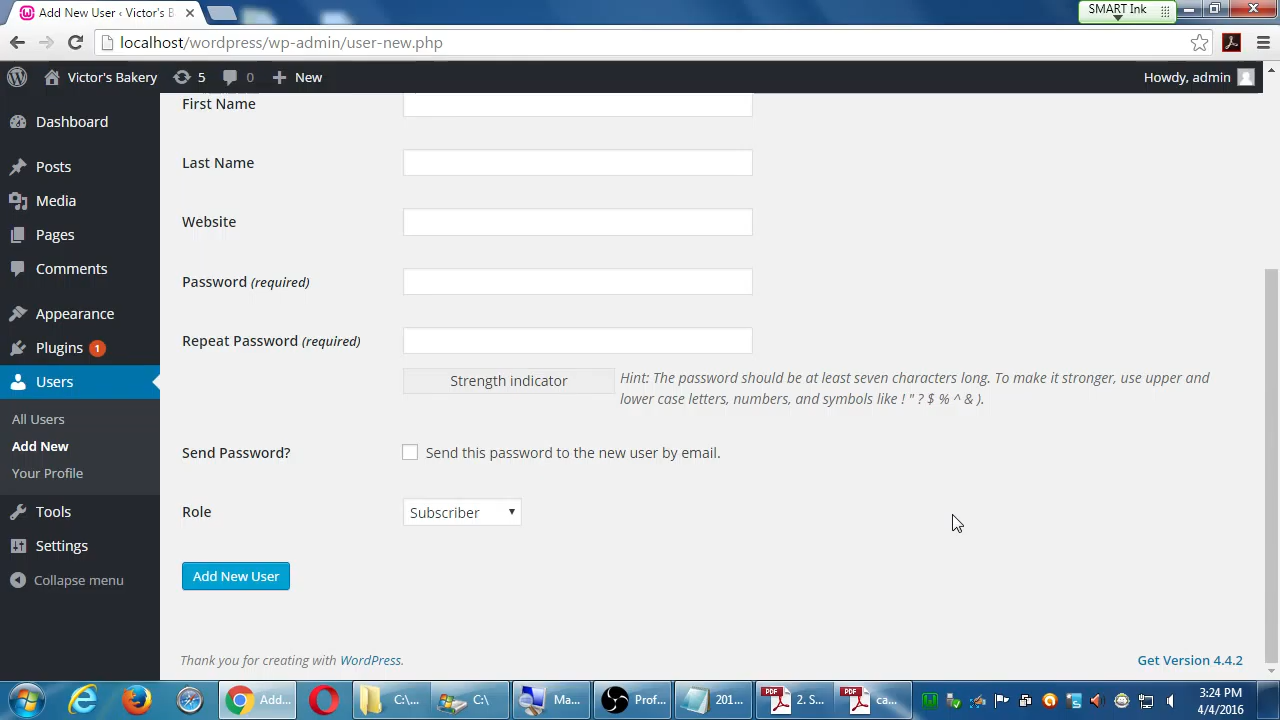 Add New User ‹ Victor's B
SMART Ink
localhost/wordpress/wp-admin/user-new.php
Victor's Bakery
5
0
New
Howdy, admin
Dashboard
Posts
Media
Pages
Comments
Appearance
Plugins 1
Users
All Users
Add New
Your Profile
Tools
Settings
Collapse menu
First Name
Last Name
Website
Password (required)
Repeat Password (required)
Strength indicator
Hint: The password should be at least seven characters long. To make it stronger, use upper and
lower case letters, numbers, and symbols like ! " ? $ % ^ & ).
Send Password?
Send this password to the new user by email.
Role
Subscriber
Add New User
Thank you for creating with WordPress.
Get Version 4.4.2
Add...
C:\...
C:\
Ma...
Prof...
201...
PDF
2. S...
PDF
ca...
3:24 PM
4/4/2016